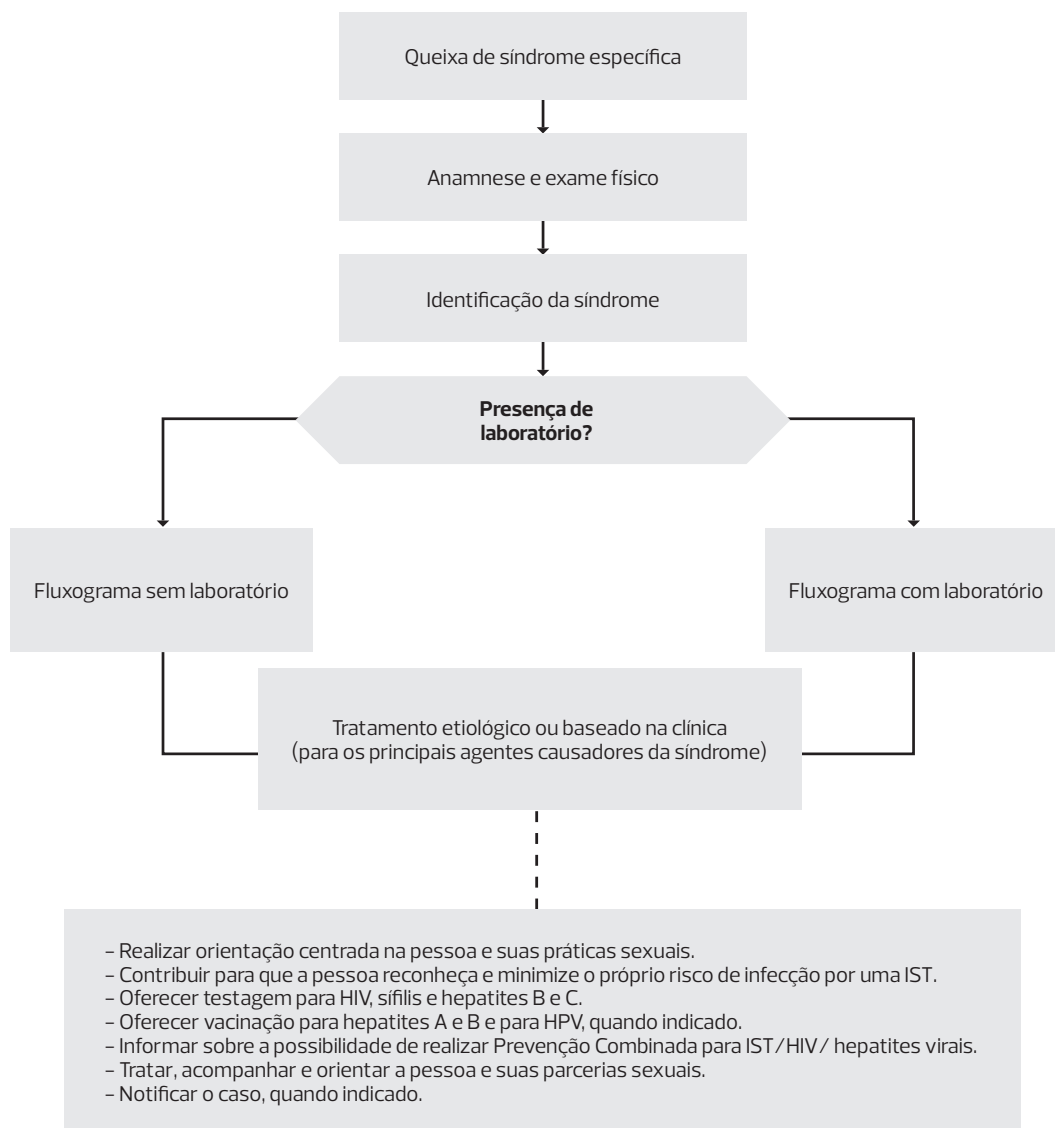 Queixa de síndrome específica
Anamnese e exame físico
Identificação da síndrome
Presença de
laboratório?
Fluxograma sem laboratório
Fluxograma com laboratório
Tratamento etiológico ou baseado na clínica
(para os principais agentes causadores da síndrome)
– Realizar orientação centrada na pessoa e suas práticas sexuais.
– Contribuir para que a pessoa reconheça e minimize o próprio risco de infecção por uma IST.
– Oferecer testagem para HIV, sífilis e hepatites B e C.
– Oferecer vacinação para hepatites A e B e para HPV, quando indicado.
– Informar sobre a possibilidade de realizar Prevenção Combinada para IST/HIV/ hepatites virais.
– Tratar, acompanhar e orientar a pessoa e suas parcerias sexuais.
– Notificar o caso, quando indicado.